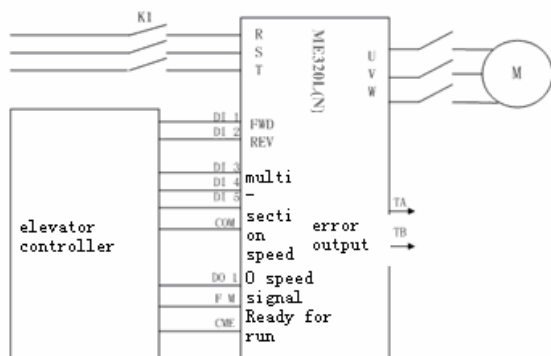 K1
R
S
T
ME320L(N)
U
V
W
M
DI 1
FWD
DI 2
REV
DI 3
multi
DI 4
-
DI 5
secti
on
speed
COM
elevator
controller
error
output
TA
TB
DO 1
0 speed
signal
F M
Ready for
run
CME